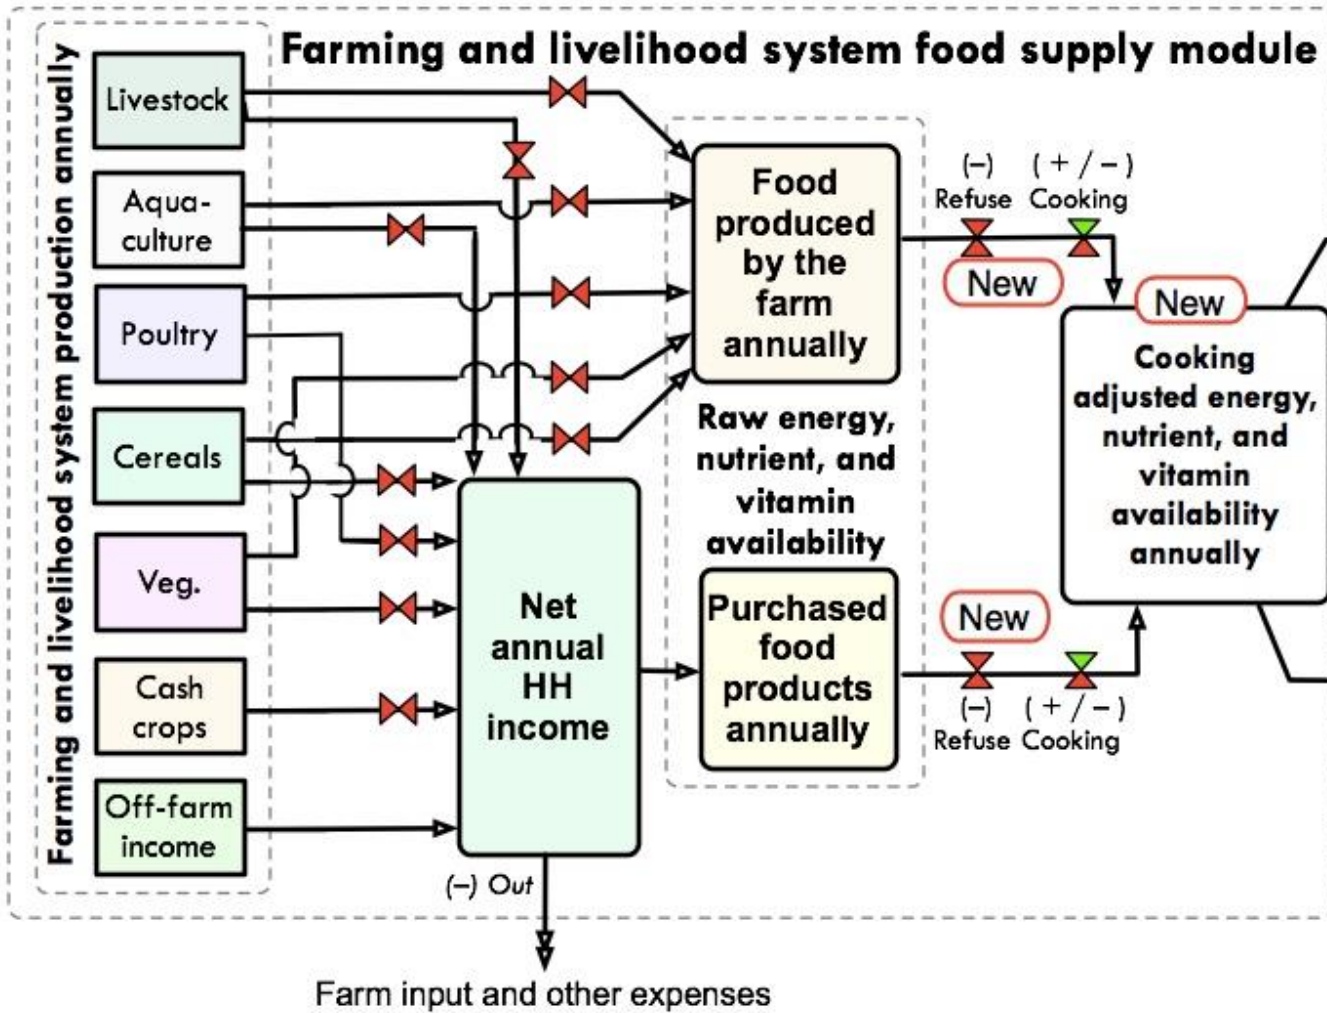 Farming and livelihood system food supply module
Farming and livelihood system production annually
Livestock
Aqua-
culture
Poultry
Cereals
Veg.
Cash
crops
Off-farm
income
Food
produced
by the
farm
annually
Raw energy,
nutrient, and
vitamin
availability
Purchased
food
products
annually
Net
annual
HH
income
(–) Out
Farm input and other expenses
(–)
Refuse
(+/–)
Cooking
New
New
Cooking
adjusted energy,
nutrient, and
vitamin
availability
annually
New
(–)
Refuse
(+/–)
Cooking